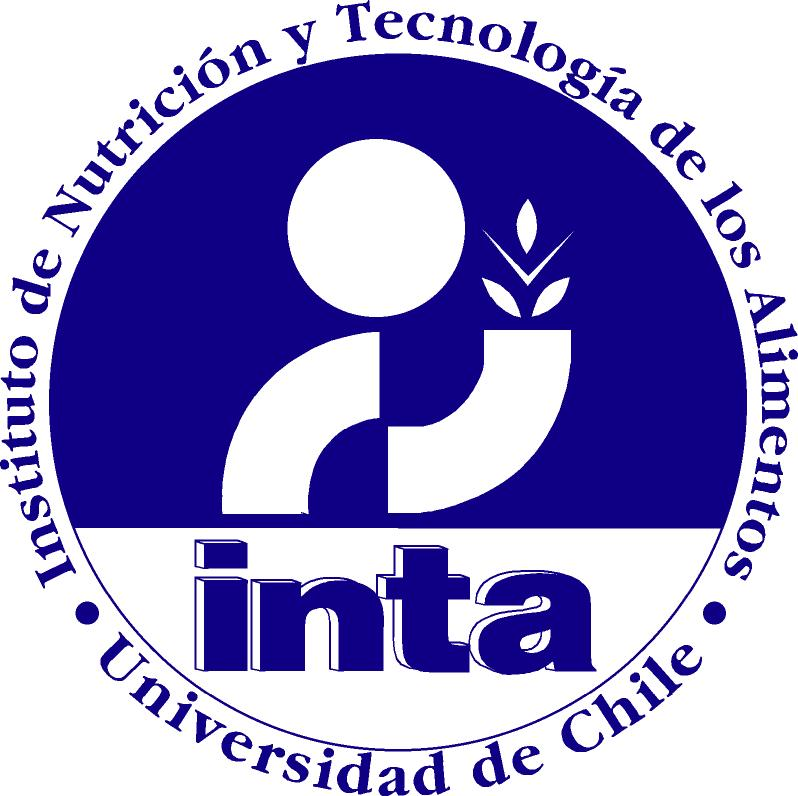 Instituto de Nutrición y Tecnología de los Alimentos
inta
• Universidad de Chile •